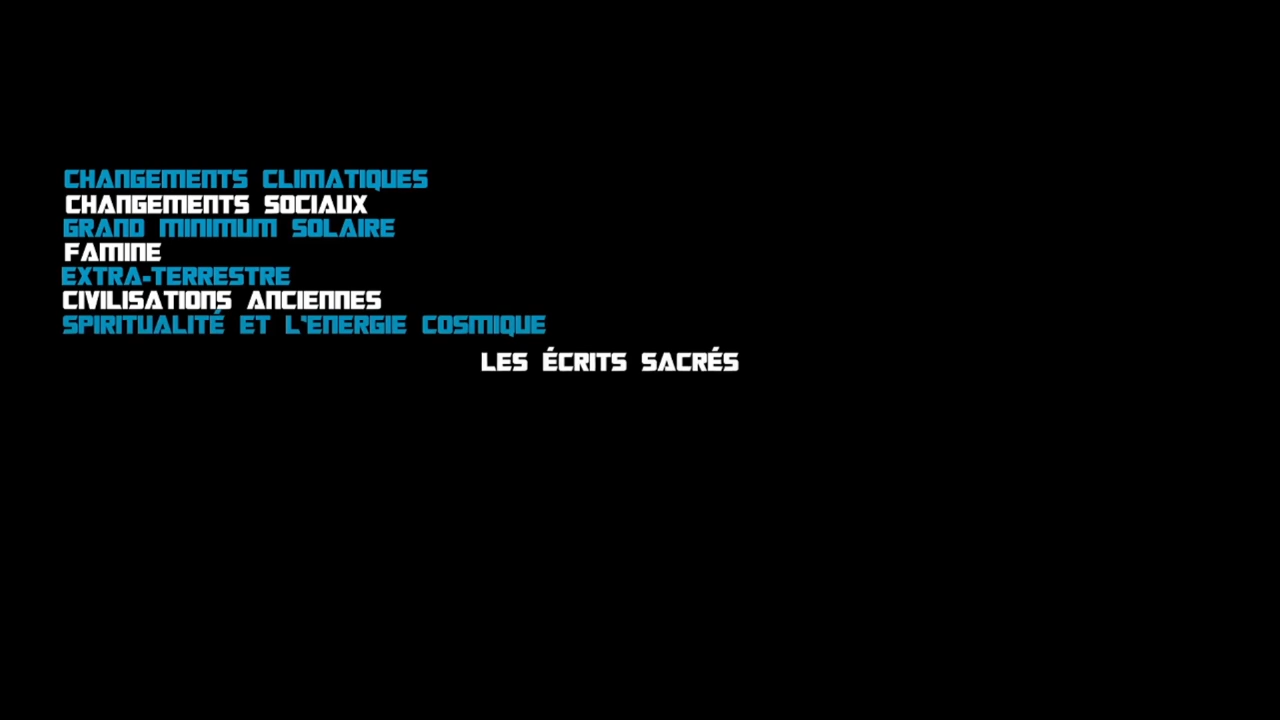 CHANGEMENTS CLIMATIQUES
CHANGEMENTS SOCIAUX
GRAND MINIMUM SOLAIRE
FAMINE
EXTRA-TERRESTRE
CIVILISATIONS ANCIENNES
SPIRITUALITÉ ET L'ENERGIE COSMIQUE
LES ÉCRITS SACRÉS